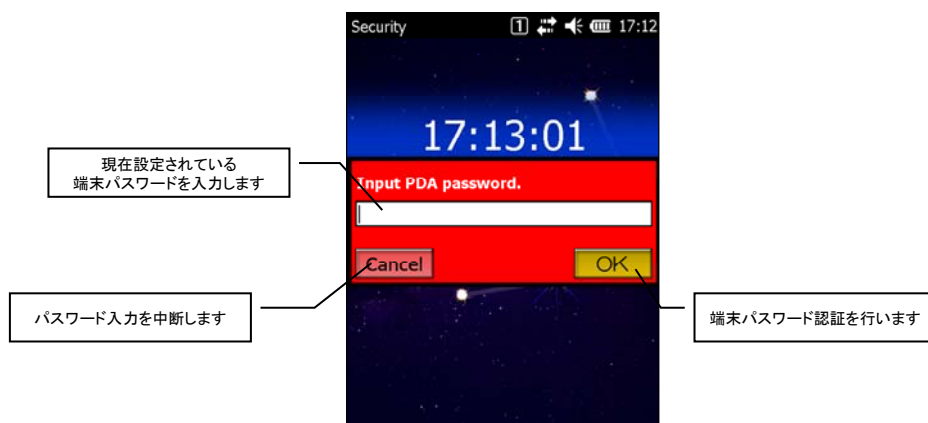 Security 1 17:12
17:13:01
現在設定されている
端末パスワードを入力します
Input PDA password.
Cancel OK
パスワード入力を中断します
端末パスワード認証を行います